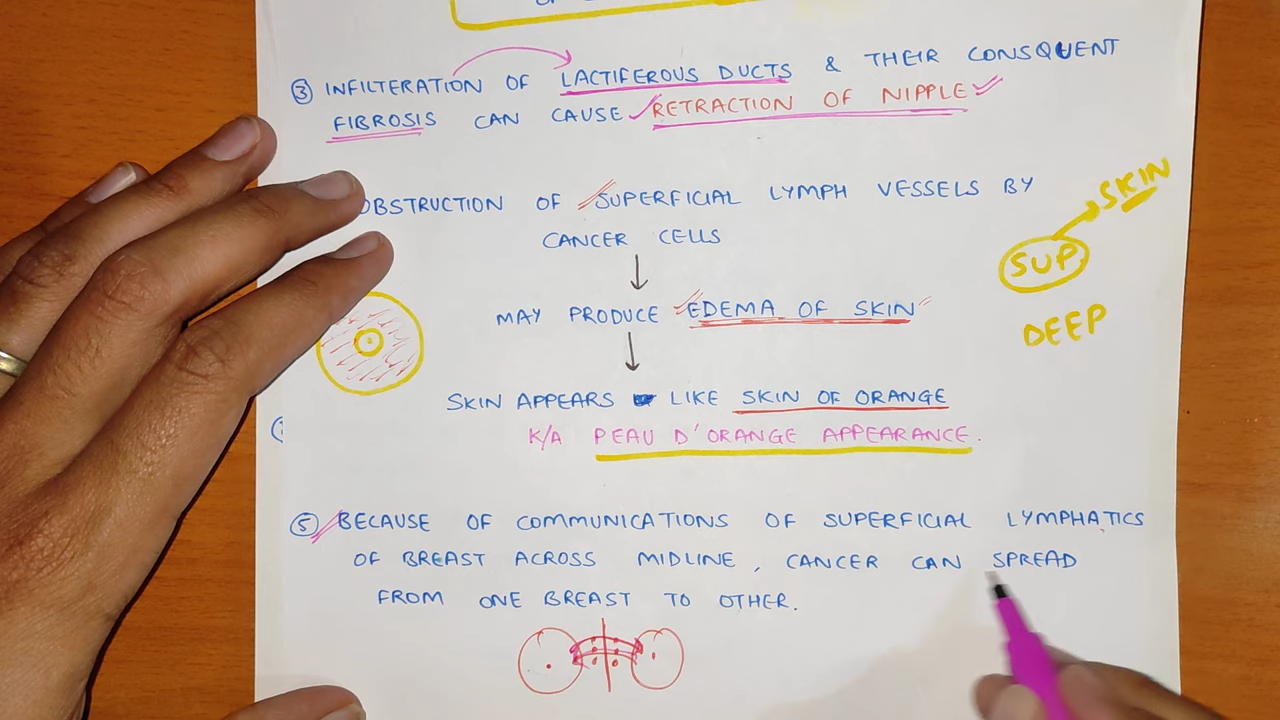 ③ INFILTERATION OF LACTIFEROUS DUCTS & THEIR CONSQUENT
FIBROSIS CAN CAUSE RETRACTION OF NIPPLE
OBSTRUCTION OF SUPERFICIAL LYMPH VESSELS BY
CANCER CELLS
MAY PRODUCE EDEMA OF SKIN
SKIN APPEARS LIKE SKIN OF ORANGE
K/A PEAU D'ORANGE APPEARANCE.
SKIN
SUP
DEEP
⑤ BECAUSE OF COMMUNICATIONS OF SUPERFICIAL LYMPHATICS
OF BREAST ACROSS MIDLINE, CANCER CAN SPREAD
FROM ONE BREAST TO OTHER.